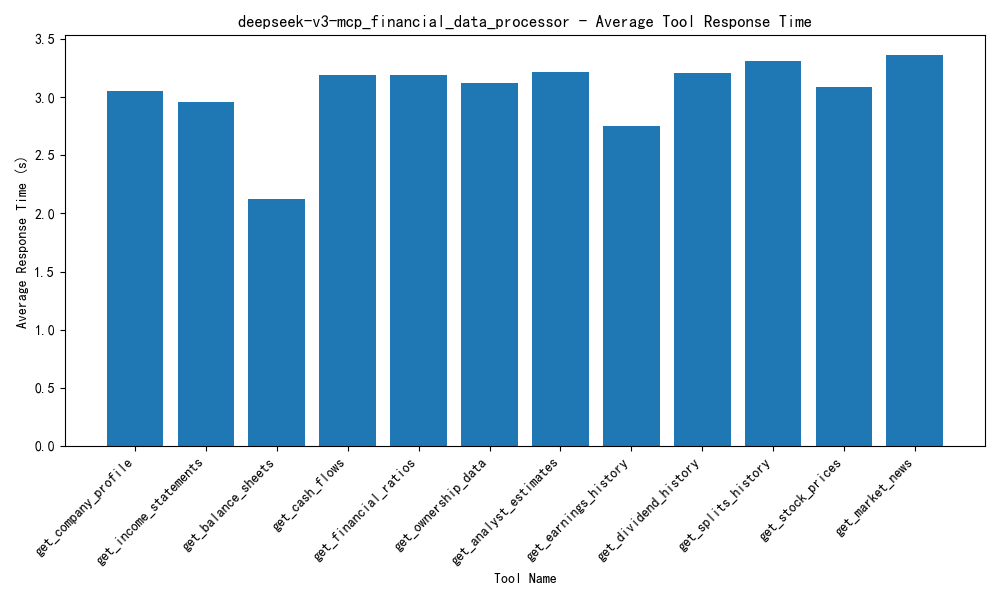 deepseek-v3-mcp_financial_data_processor - Average Tool Response Time
Average Response Time (s)
3.5
3.0
2.5
2.0
1.5
1.0
0.5
0.0
get_company_profile
get_income_statements
get_balance_sheets
get_cash_flows
get_financial_ratios
get_ownership_data
get_analyst_estimates
get_earnings_history
get_dividend_history
get_splits_history
get_stock_prices
get_market_news
Tool Name